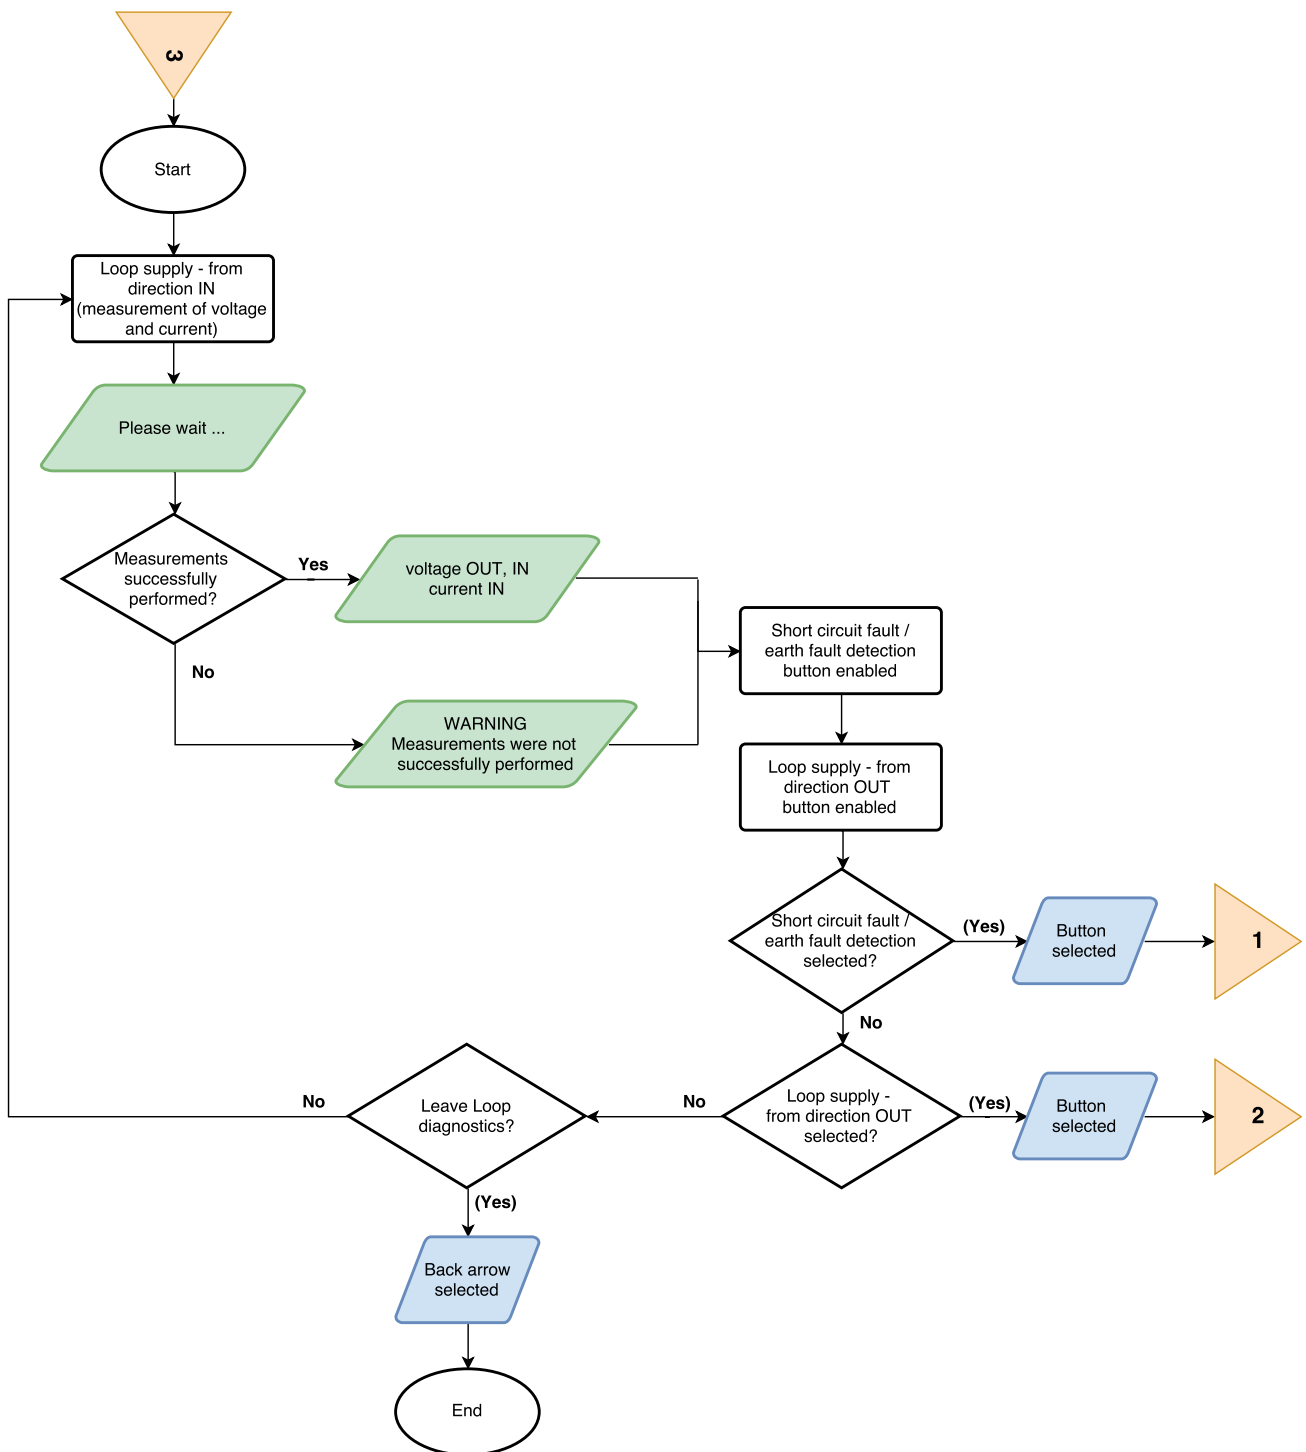 3
Start
Loop supply - from
direction IN
(measurement of voltage
and current)
Please wait ...
Measurements
successfully
performed?
Yes
voltage OUT, IN
current IN
No
WARNING
Measurements were not
successfully performed
Short circuit fault /
earth fault detection
button enabled
Loop supply - from
direction OUT
button enabled
Short circuit fault /
earth fault detection
selected?
(Yes)
Button
selected
1
No
Loop supply -
from direction OUT
selected?
(Yes)
Button
selected
2
No
Leave Loop
diagnostics?
No
(Yes)
Back arrow
selected
End